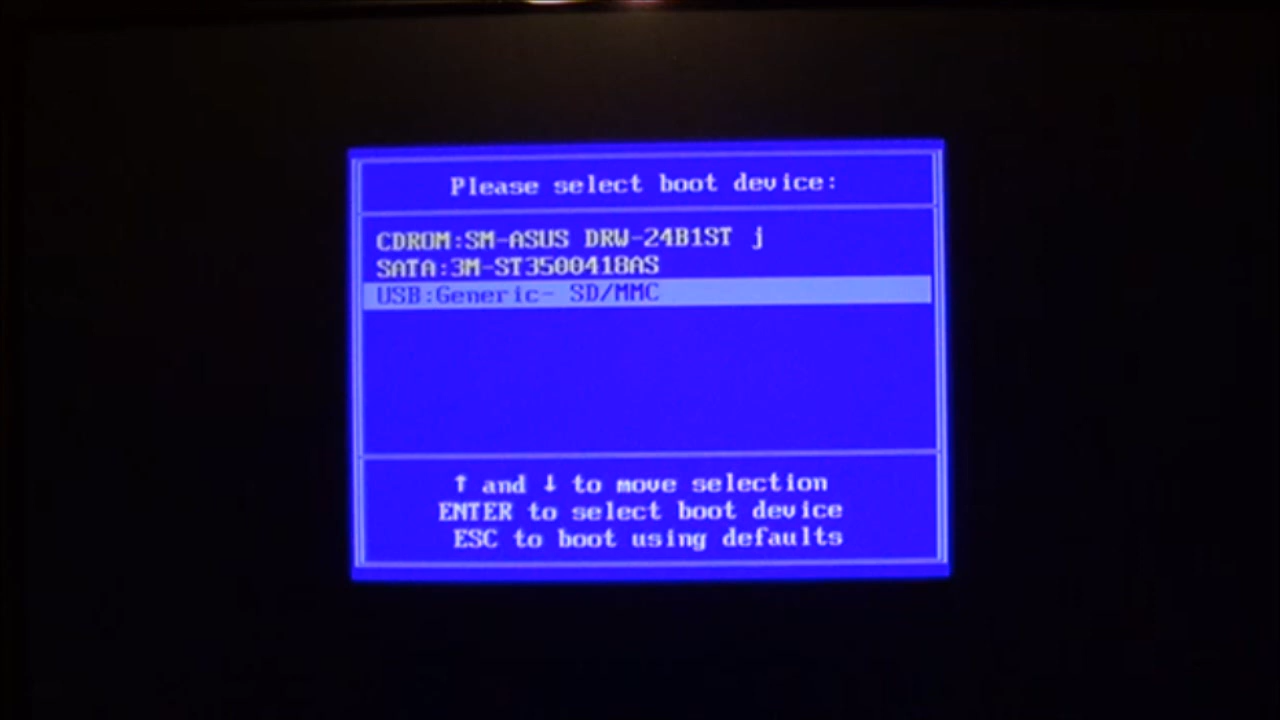 Please select boot device:
CDROM:SM-ASUS DRW-24B1ST j
SATA:3M-ST3500418AS
USB:Generic- SD/MMC
↑ and ↓ to move selection
ENTER to select boot device
ESC to boot using defaults